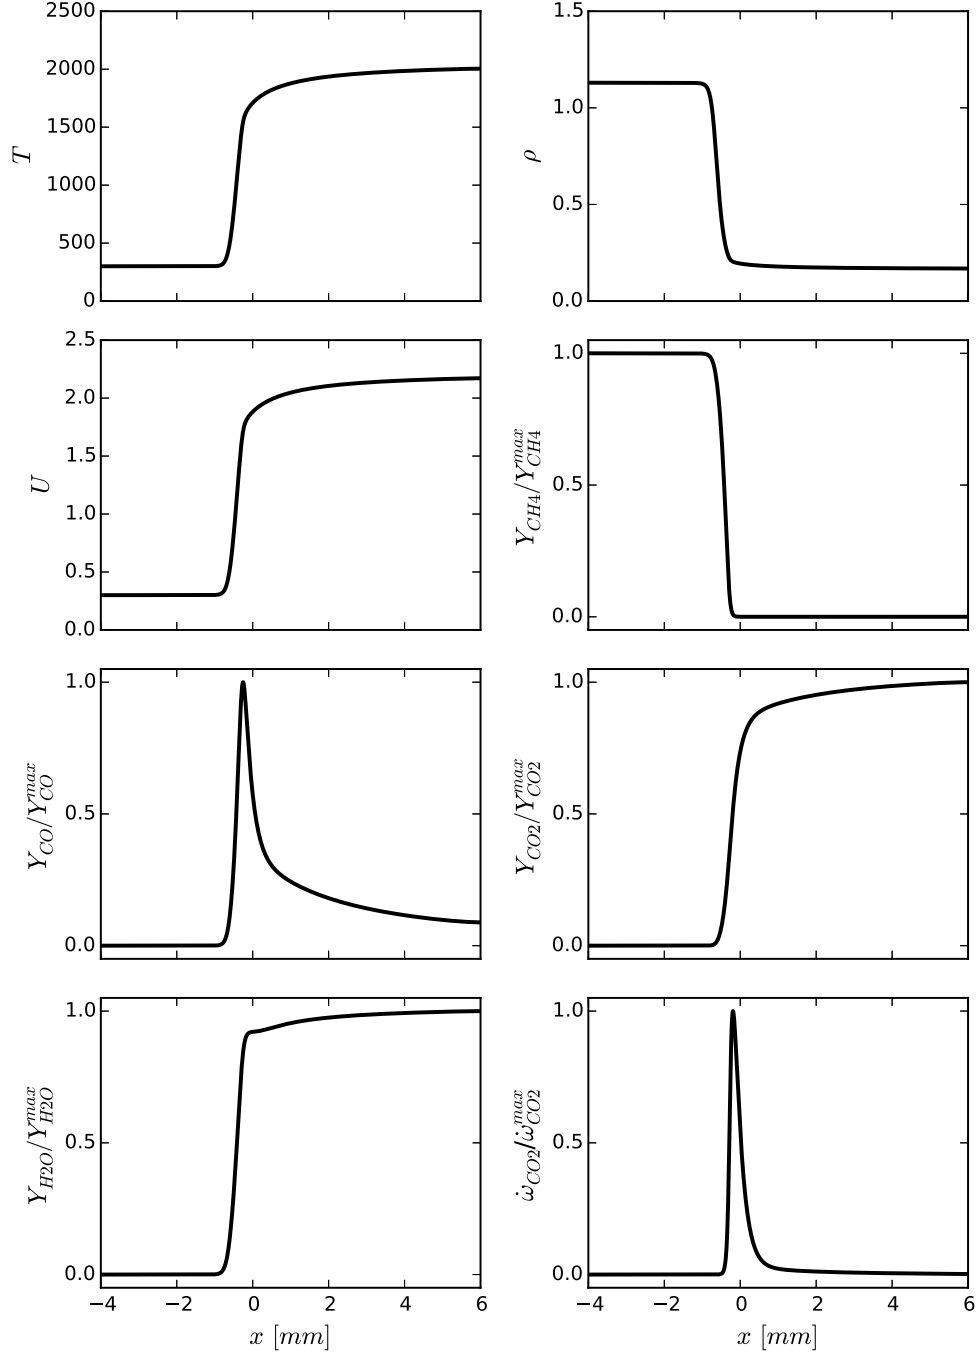 2500
2000
1500
1000
500
0
T
1.5
1.0
0.5
0.0
ρ
2.5
2.0
1.5
1.0
0.5
0.0
U
1.0
0.5
0.0
Y_{CH4}/Y_{CH4}^{max}
1.0
0.5
0.0
Y_{CO}/Y_{CO}^{max}
1.0
0.5
0.0
Y_{CO2}/Y_{CO2}^{max}
1.0
0.5
0.0
Y_{H2O}/Y_{H2O}^{max}
−4 −2 0 2 4 6
x [mm]
1.0
0.5
0.0
ω̇_{CO2}/ω̇_{CO2}^{max}
−4 −2 0 2 4 6
x [mm]